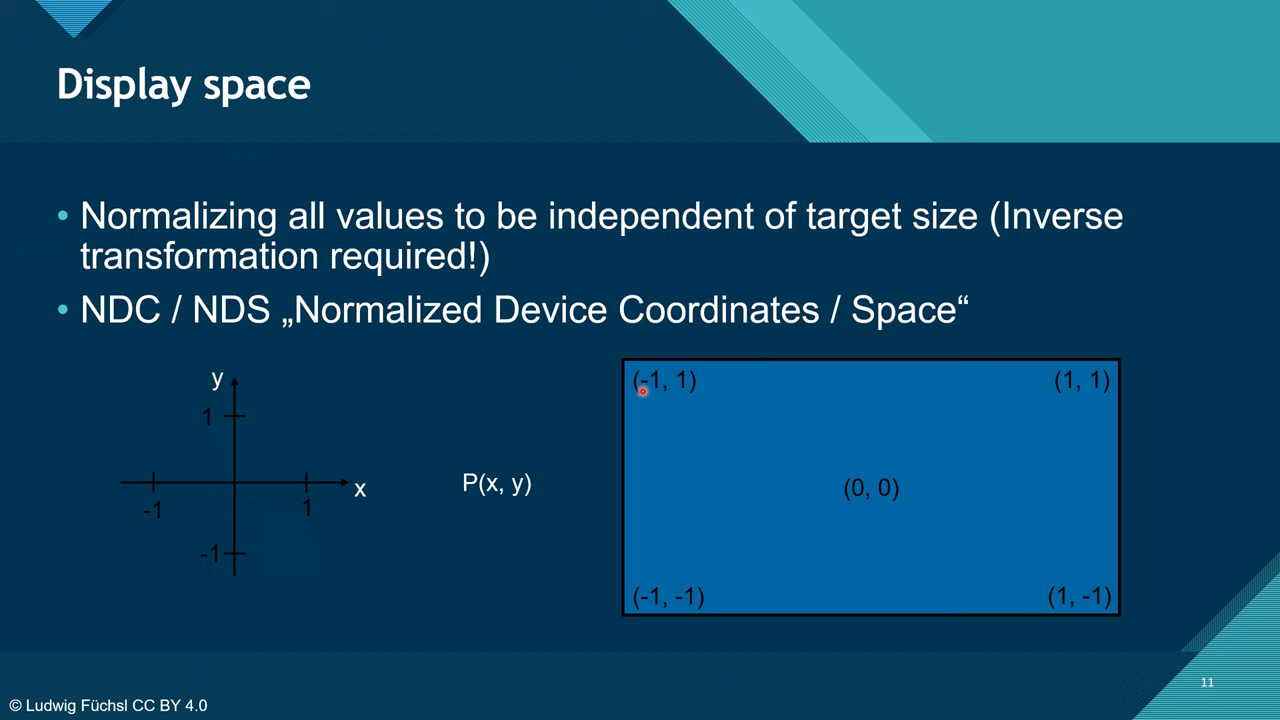 Display space
• Normalizing all values to be independent of target size (Inverse
transformation required!)
• NDC / NDS „Normalized Device Coordinates / Space“
y
1
-1
1
x
-1
P(x, y)
(-1, 1)
(1, 1)
(0, 0)
(-1, -1)
(1, -1)
11
© Ludwig Füchsl CC BY 4.0